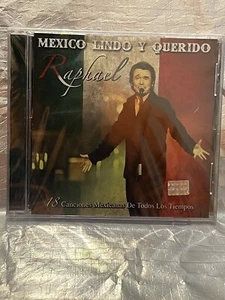 MEXICO LINDO Y QUERIDO
Raphael
18 Canciones Mexicanas De Todos Los Tiempos